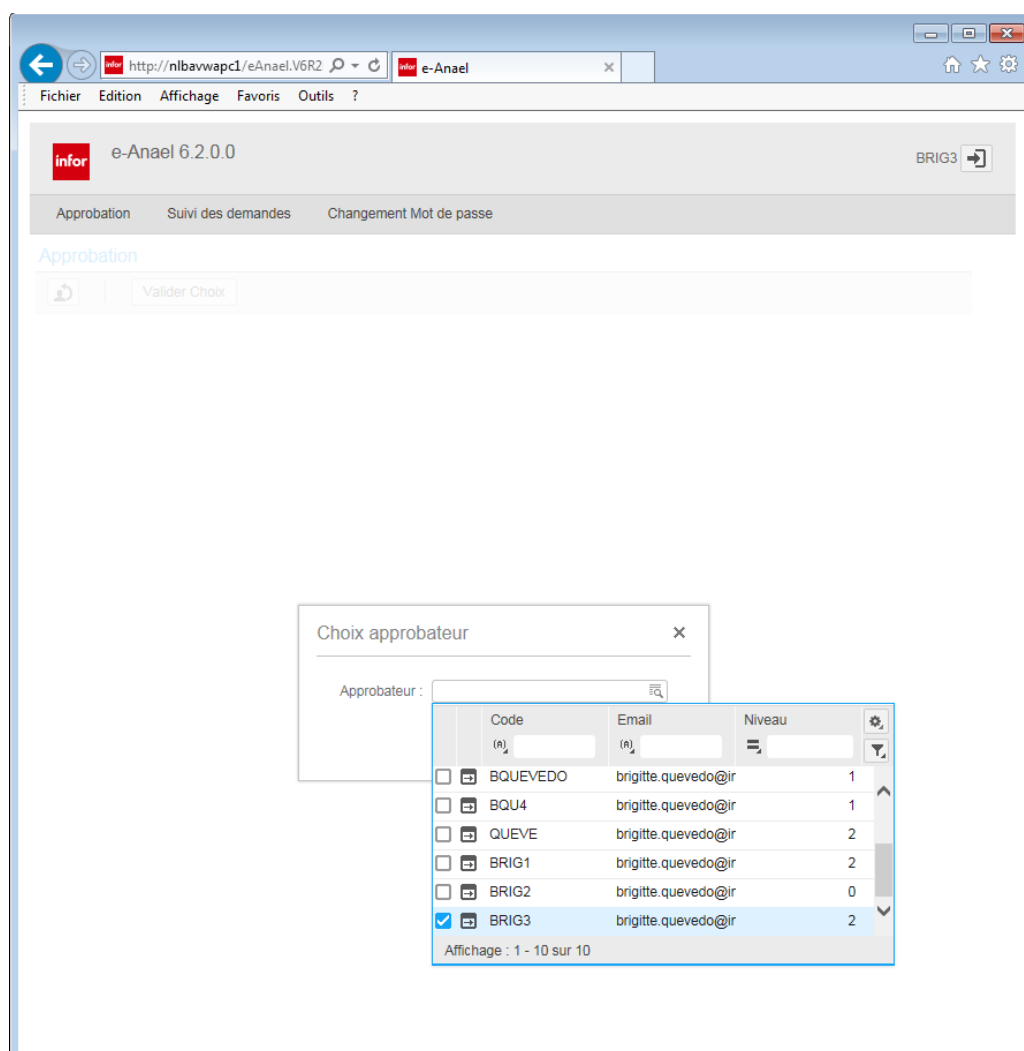 infor http://nlbavwapc1/eAnael.V6R2 infor e-Anael
Fichier Edition Affichage Favoris Outils ?
infor e-Anael 6.2.0.0 BRIG3
Approbation Suivi des demandes Changement Mot de passe
Approbation
Valider Choix
Choix approbateur
Approbateur :
Code Email Niveau
(A) (A) =
BQUEVEDO brigitte.quevedo@ir 1
BQU4 brigitte.quevedo@ir 1
QUEVE brigitte.quevedo@ir 2
BRIG1 brigitte.quevedo@ir 2
BRIG2 brigitte.quevedo@ir 0
BRIG3 brigitte.quevedo@ir 2
Affichage : 1 - 10 sur 10